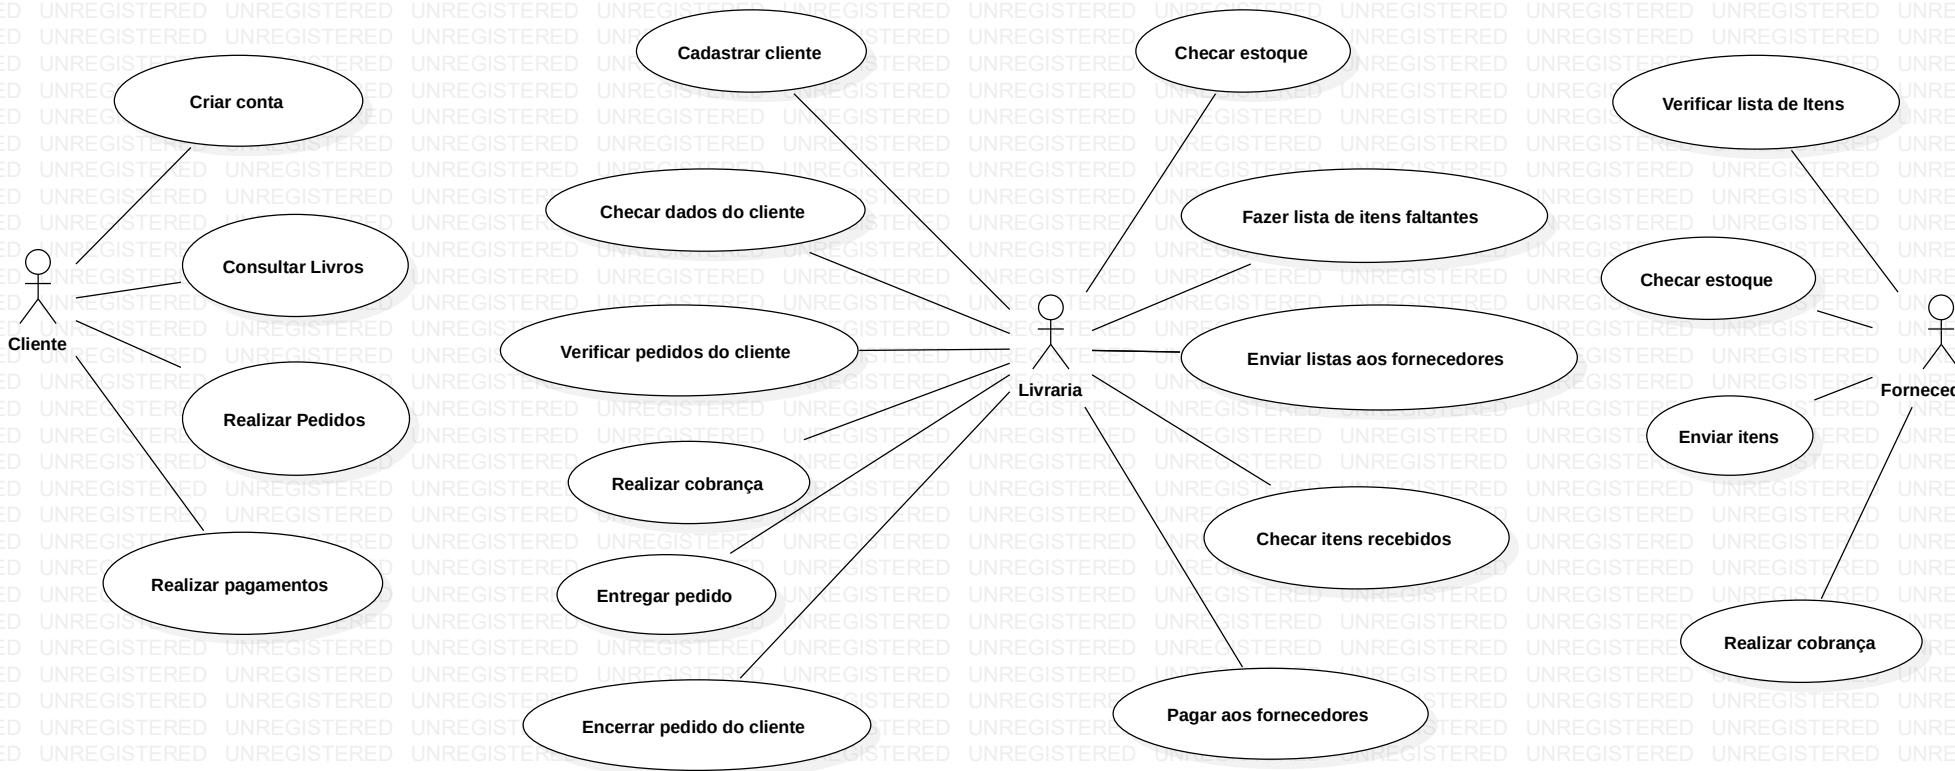 Criar conta
Consultar Livros
Cliente
Realizar Pedidos
Realizar pagamentos
Cadastrar cliente
Checar dados do cliente
Verificar pedidos do cliente
Realizar cobrança
Entregar pedido
Encerrar pedido do cliente
Livraria
Checar estoque
Fazer lista de itens faltantes
Enviar listas aos fornecedores
Checar itens recebidos
Pagar aos fornecedores
Verificar lista de Itens
Checar estoque
Enviar itens
Realizar cobrança
UNREGISTERED